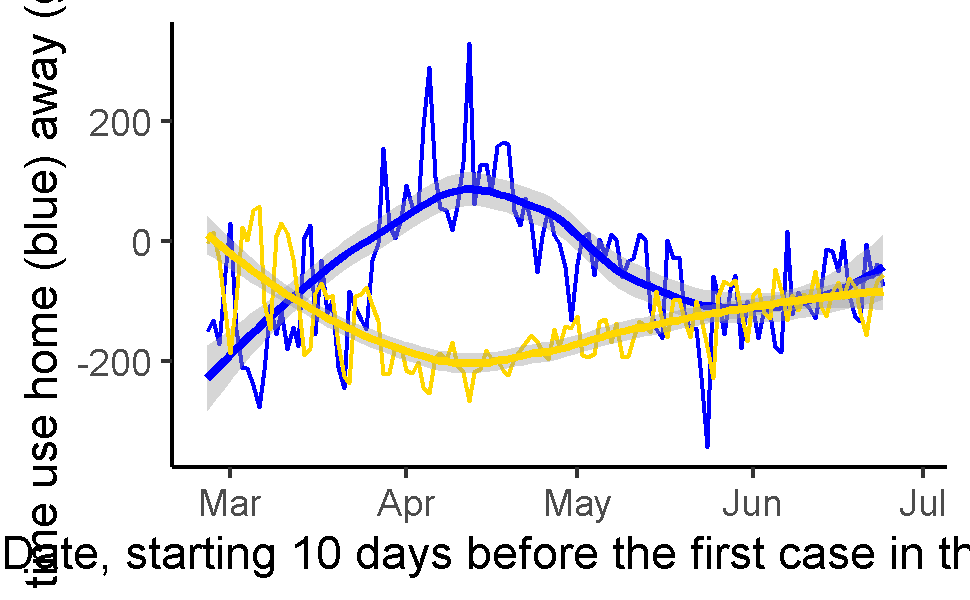 time use home (blue) away (
200
0
-200
Mar Apr May Jun Jul
Date, starting 10 days before the first case in th